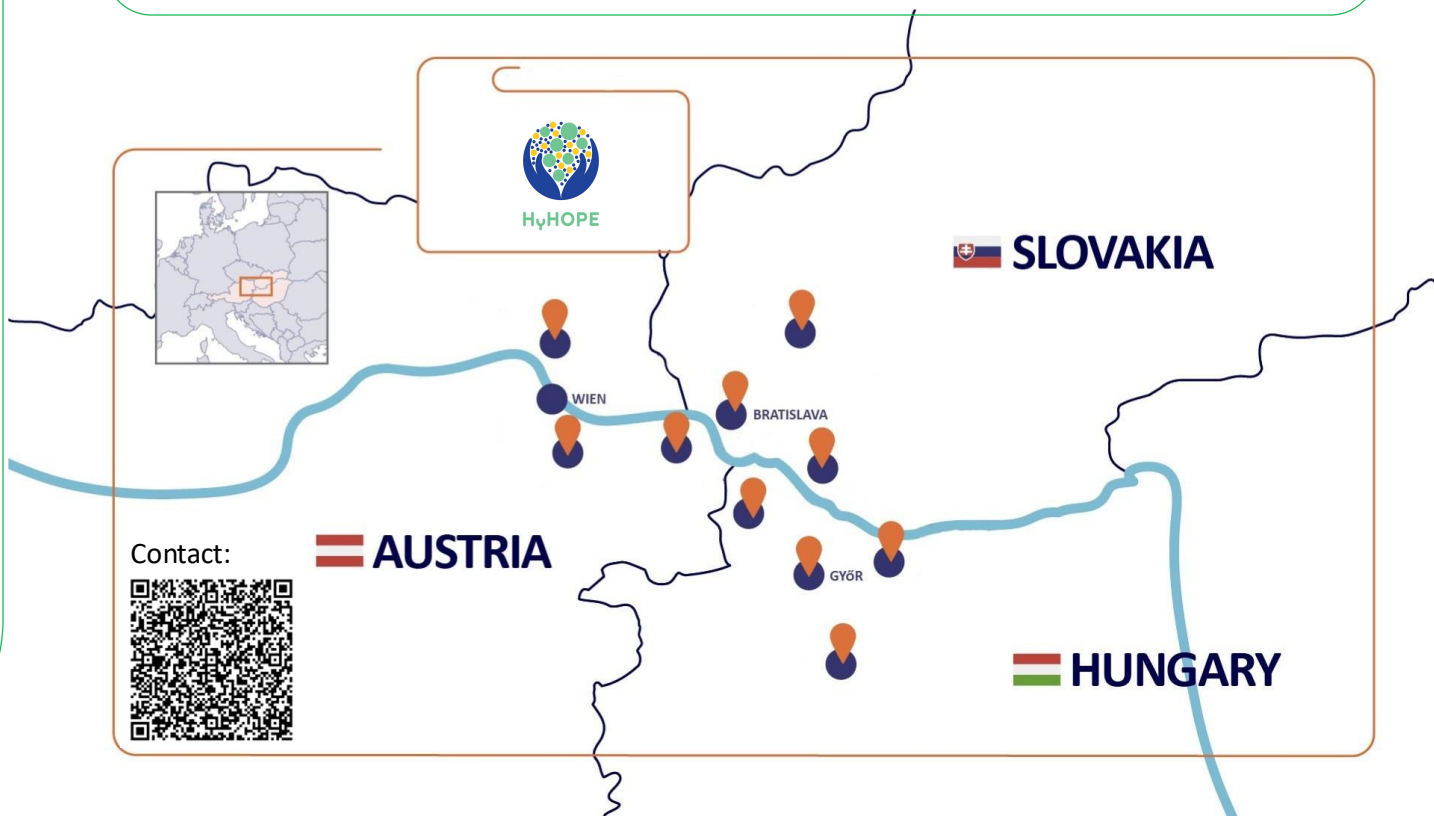 HyHOPE
SLOVAKIA
WIEN
BRATISLAVA
Contact:
AUSTRIA
GYőR
HUNGARY